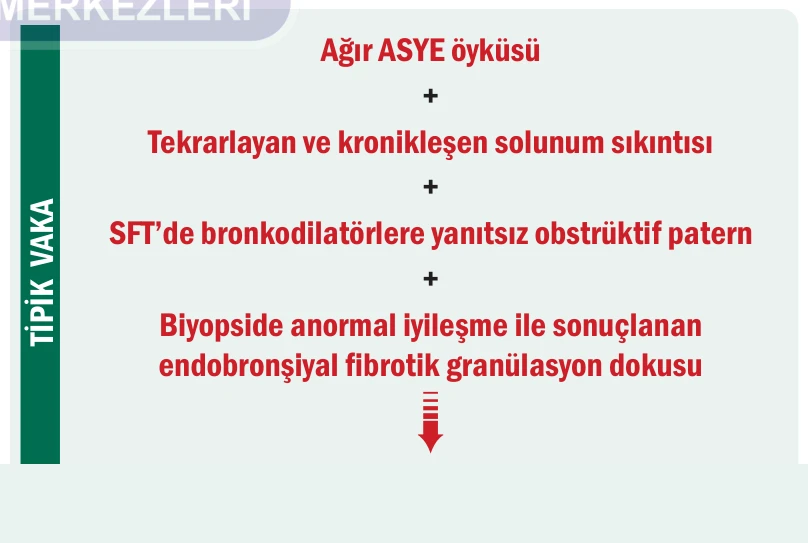 MERKEZLERİ
Ağır ASYE öyküsü
+
Tekrarlayan ve kronikleşen solunum sıkıntısı
+
SFT’de bronkodilatörlere yanıtsız obstrüktif patern
+
Biyopside anormal iyileşme ile sonuçlanan
endobronşiyal fibrotik granülasyon dokusu
TİPİK VAKA